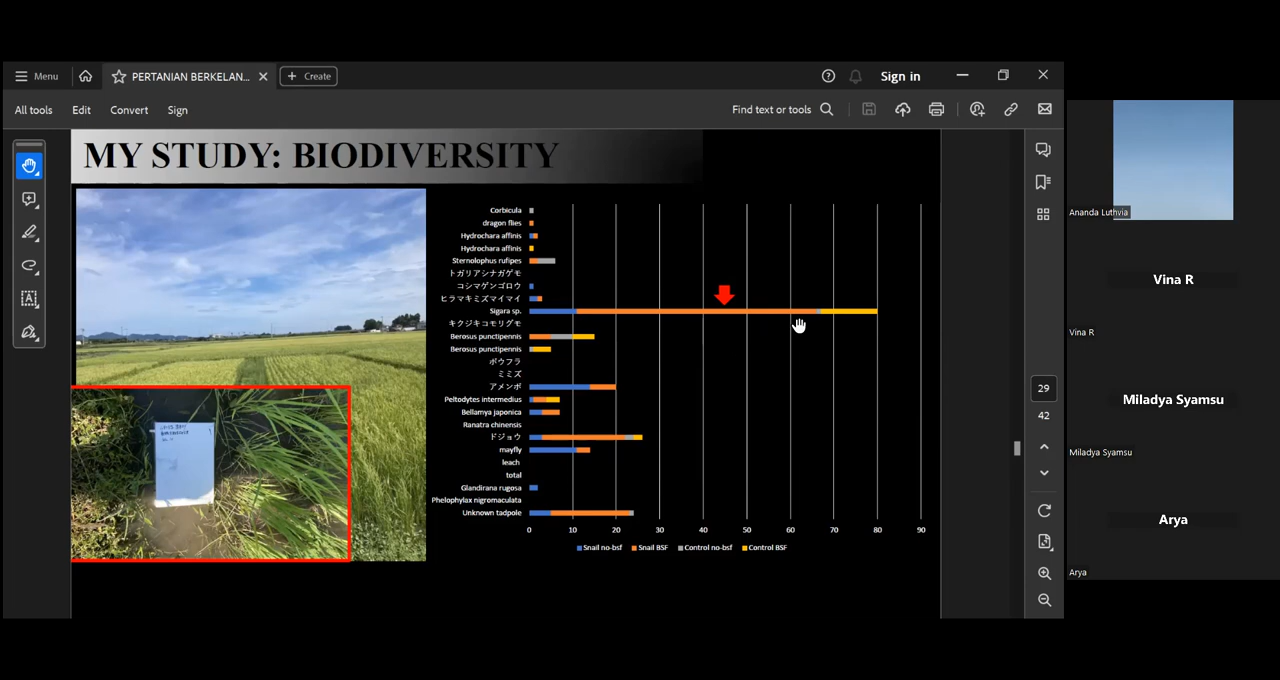 Menu
PERTANIAN BERKELAN...
Create
Sign in
All tools
Edit
Convert
Sign
Find text or tools
MY STUDY: BIODIVERSITY
Corbicula
dragon flies
Hydrochara affinis
Hydrochara affinis
Sternolophus rufipes
トガリアシナガゲモ
コシマゲンゴロウ
ヒラマキミズマイマイ
Sigara sp.
キクジキコモリグモ
Berosus punctipennis
Berosus punctipennis
ボウフラ
ミミズ
アメンボ
Peltodytes intermedius
Bellamya japonica
Ranatra chinensis
ドジョウ
mayfly
leach
total
Glandirana rugosa
Phelophylax nigromaculata
Unknown tadpole
0 10 20 30 40 50 60 70 80 90
Snail no-bsf Snail BSF Control no-bsf Control BSF
29
42
Ananda Luthvia
Vina R
Vina R
Miladya Syamsu
Miladya Syamsu
Arya
Arya